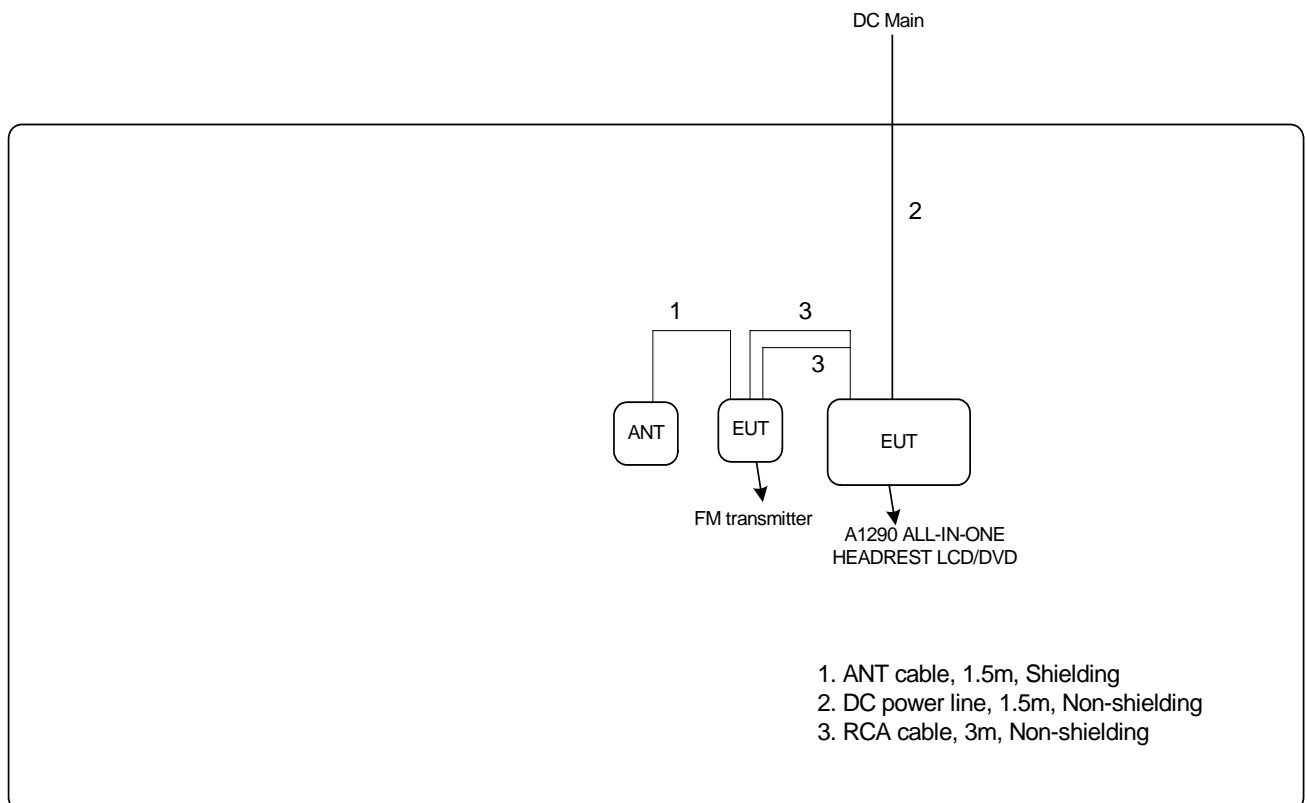 DC Main
2
1
3
3
ANT
EUT
EUT
FM transmitter
A1290 ALL-IN-ONE
HEADREST LCD/DVD
1. ANT cable, 1.5m, Shielding
2. DC power line, 1.5m, Non-shielding
3. RCA cable, 3m, Non-shielding